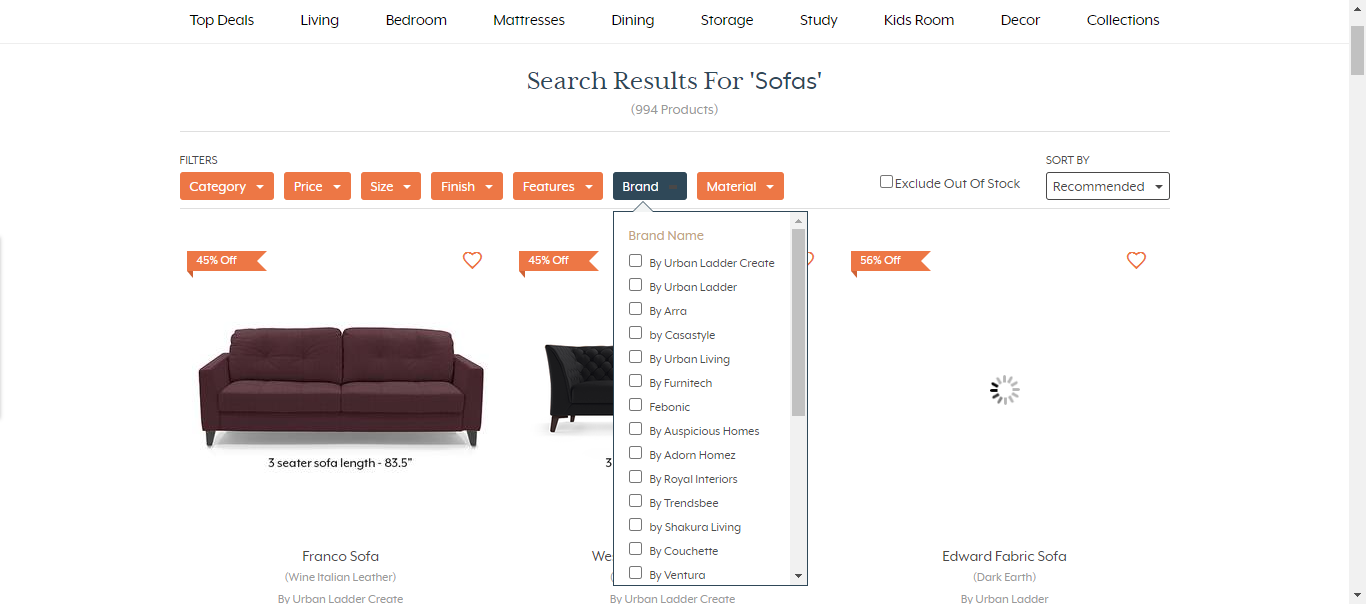 Top Deals Living Bedroom Mattresses Dining Storage Study Kids Room Decor Collections
Search Results For 'Sofas'
(994 Products)
FILTERS
Category Price Size Finish Features Brand Material
Exclude Out Of Stock
SORT BY
Recommended
Brand Name
By Urban Ladder Create
By Urban Ladder
By Arra
by Casastyle
By Urban Living
By Furnitech
Febonic
By Auspicious Homes
By Adorn Homez
By Royal Interiors
By Trendsbee
by Shakura Living
By Couchette
By Ventura
45% Off
3 seater sofa length - 83.5"
Franco Sofa
(Wine Italian Leather)
By Urban Ladder Create
45% Off
3
We
(
By Urban Ladder Create
56% Off
Edward Fabric Sofa
(Dark Earth)
By Urban Ladder